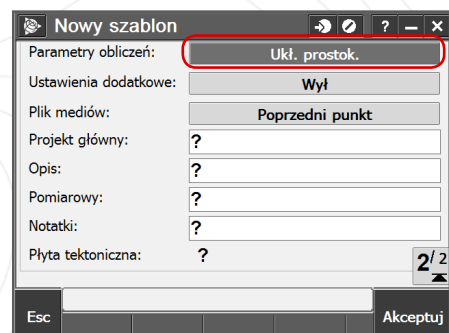 Nowy szablon ? – ×
Parametry obliczeń: Ukł. prostok.
Ustawienia dodatkowe: Wył
Plik mediów: Poprzedni punkt
Projekt główny: ?
Opis: ?
Pomiarowy: ?
Notatki: ?
Płyta tektoniczna: ? 2/2
Esc Akceptuj